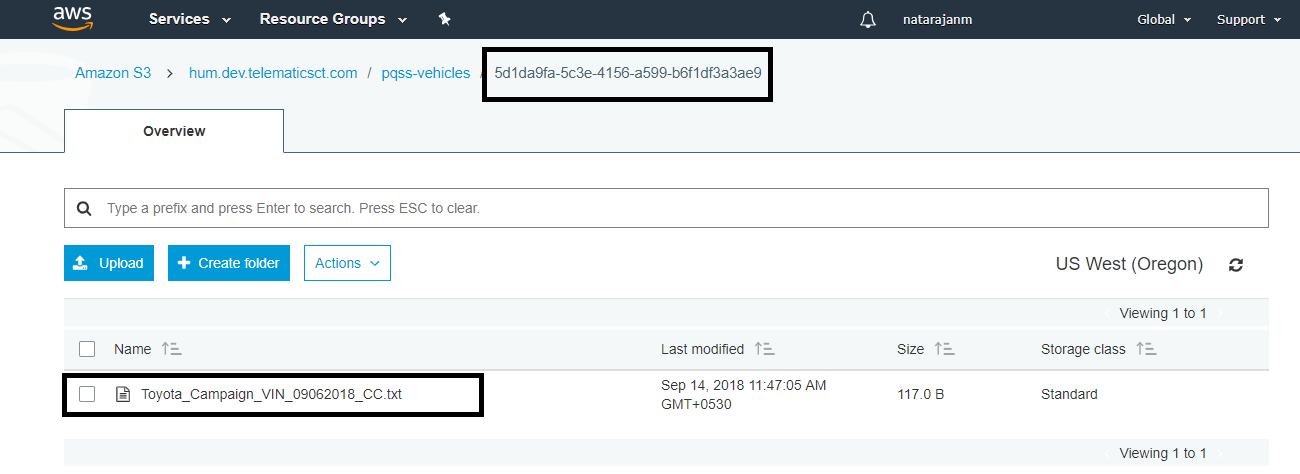 aws Services Resource Groups natarajanm Global Support
Amazon S3 > hum.dev.telematicsct.com / pqss-vehicles / 5d1da9fa-5c3e-4156-a599-b6f1df3a3ae9
Overview
Type a prefix and press Enter to search. Press ESC to clear.
Upload + Create folder Actions US West (Oregon)
Viewing 1 to 1
Name Last modified Size Storage class
Toyota_Campaign_VIN_09062018_CC.txt Sep 14, 2018 11:47:05 AM 117.0 B Standard
GMT+0530
Viewing 1 to 1